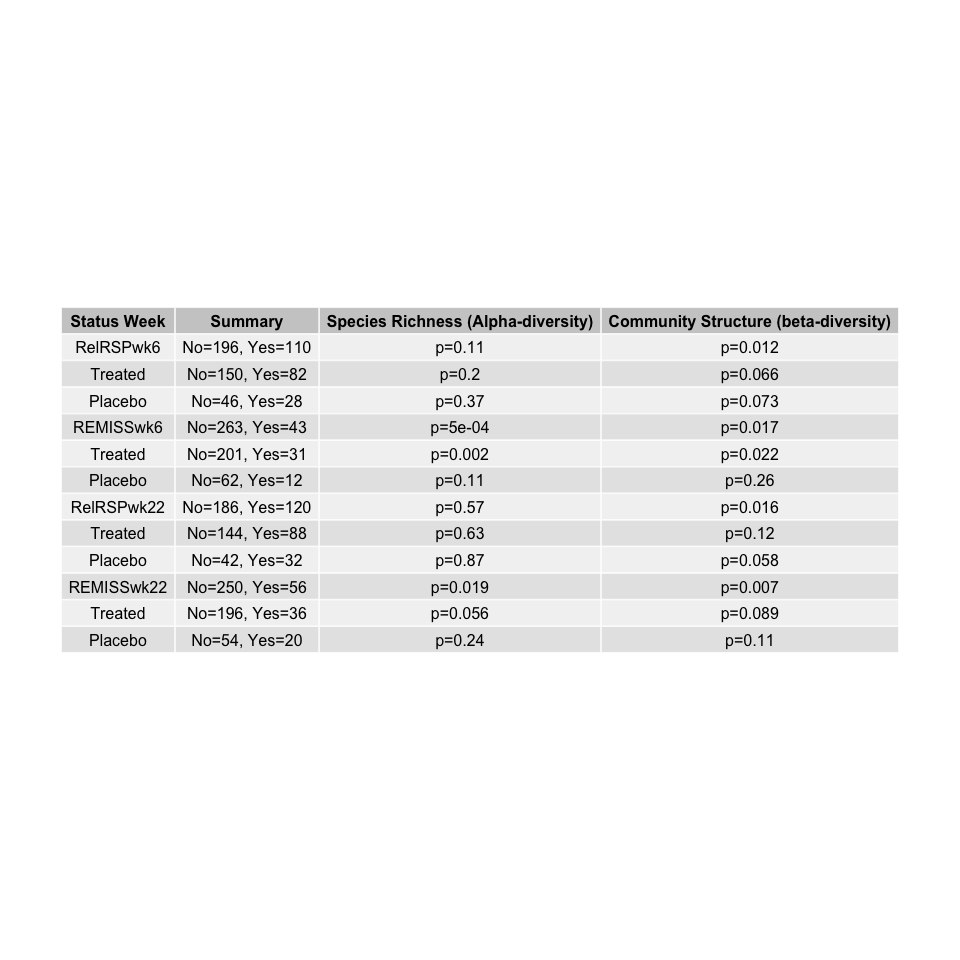 Status Week Summary Species Richness (Alpha-diversity) Community Structure (beta-diversity)
RelRSPwk6 No=196, Yes=110 p=0.11 p=0.012
Treated No=150, Yes=82 p=0.2 p=0.066
Placebo No=46, Yes=28 p=0.37 p=0.073
REMISSwk6 No=263, Yes=43 p=5e-04 p=0.017
Treated No=201, Yes=31 p=0.002 p=0.022
Placebo No=62, Yes=12 p=0.11 p=0.26
RelRSPwk22 No=186, Yes=120 p=0.57 p=0.016
Treated No=144, Yes=88 p=0.63 p=0.12
Placebo No=42, Yes=32 p=0.87 p=0.058
REMISSwk22 No=250, Yes=56 p=0.019 p=0.007
Treated No=196, Yes=36 p=0.056 p=0.089
Placebo No=54, Yes=20 p=0.24 p=0.11